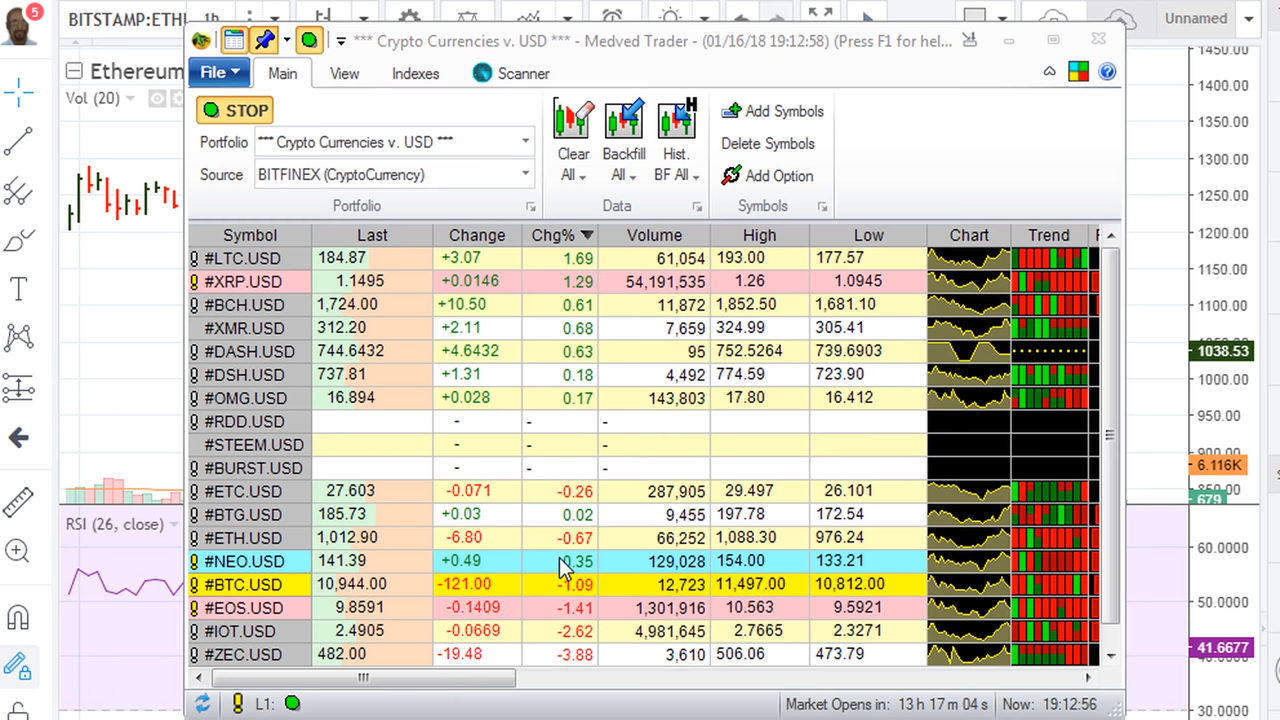 5
BITSTAMP:ETH
1h
Unnamed
Ethereum
Vol (20)
*** Crypto Currencies v. USD *** - Medved Trader - (01/16/18 19:12:58) (Press F1 for hel...
File Main View Indexes Scanner
STOP
Portfolio *** Crypto Currencies v. USD ***
Source BITFINEX (CryptoCurrency)
Portfolio
Clear All
Backfill All
H
Hist. BF All
Data
Add Symbols
Delete Symbols
Add Option
Symbols
Symbol Last Change Chg% Volume High Low Chart Trend
#LTC.USD 184.87 +3.07 1.69 61,054 193.00 177.57
#XRP.USD 1.1495 +0.0146 1.29 54,191,535 1.26 1.0945
#BCH.USD 1,724.00 +10.50 0.61 11,872 1,852.50 1,681.10
#XMR.USD 312.20 +2.11 0.68 7,659 324.99 305.41
#DASH.USD 744.6432 +4.6432 0.63 95 752.5264 739.6903
#DSH.USD 737.81 +1.31 0.18 4,492 774.59 723.90
#OMG.USD 16.894 +0.028 0.17 143,803 17.80 16.412
#RDD.USD - - -
#STEEM.USD - - -
#BURST.USD - - -
#ETC.USD 27.603 -0.071 -0.26 287,905 29.497 26.101
#BTG.USD 185.73 +0.03 0.02 9,455 197.78 172.54
#ETH.USD 1,012.90 -6.80 -0.67 66,252 1,088.30 976.24
#NEO.USD 141.39 +0.49 0.35 129,028 154.00 133.21
#BTC.USD 10,944.00 -121.00 -1.09 12,723 11,497.00 10,812.00
#EOS.USD 9.8591 -0.1409 -1.41 1,301,916 10.563 9.5921
#IOT.USD 2.4905 -0.0669 -2.62 4,981,645 2.7665 2.3271
#ZEC.USD 482.00 -19.48 -3.88 3,610 506.06 473.79
L1:
Market Opens in: 13 h 17 m 04 s
Now: 19:12:56
RSI (26, close)
1450.00
1400.00
1350.00
1300.00
1250.00
1200.00
1150.00
1100.00
1038.53
1000.00
950.00
900.00
6.116K
850.00
679
60.0000
50.0000
41.6677
30.0000